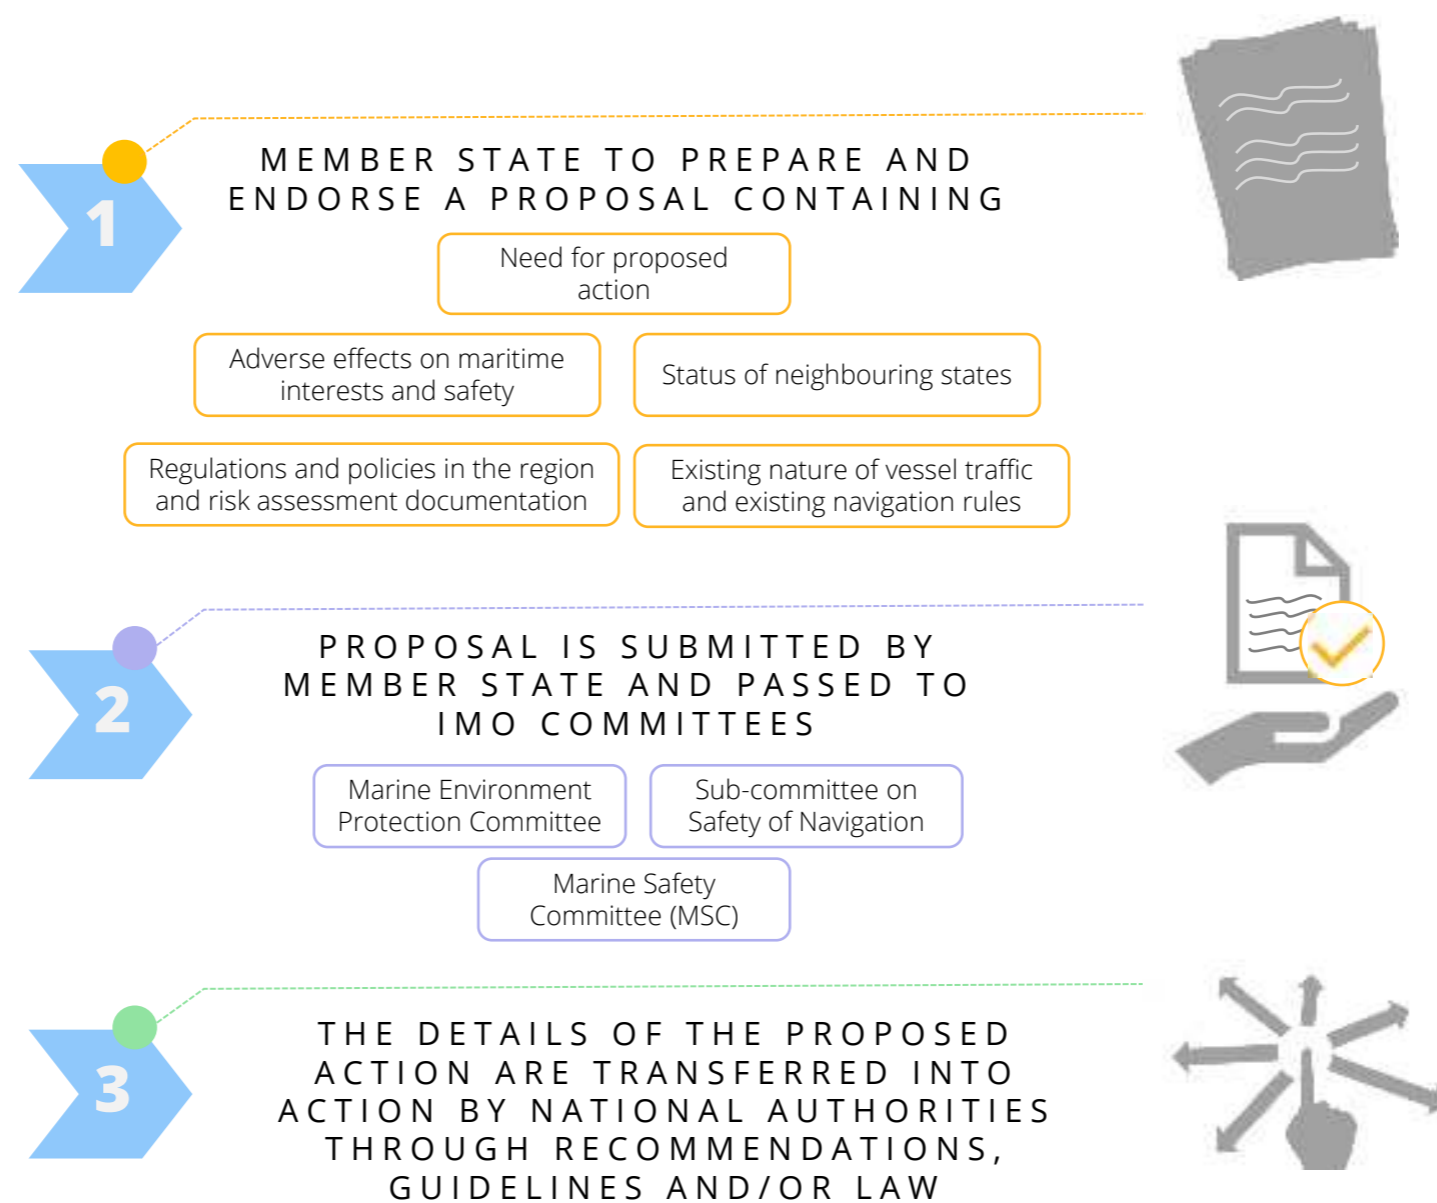 1
MEMBER STATE TO PREPARE AND
ENDORSE A PROPOSAL CONTAINING
Need for proposed
action
Adverse effects on maritime
interests and safety
Status of neighbouring states
Regulations and policies in the region
and risk assessment documentation
Existing nature of vessel traffic
and existing navigation rules
2
PROPOSAL IS SUBMITTED BY
MEMBER STATE AND PASSED TO
IMO COMMITTEES
Marine Environment
Protection Committee
Sub-committee on
Safety of Navigation
Marine Safety
Committee (MSC)
3
THE DETAILS OF THE PROPOSED
ACTION ARE TRANSFERRED INTO
ACTION BY NATIONAL AUTHORITIES
THROUGH RECOMMENDATIONS,
GUIDELINES AND/OR LAW